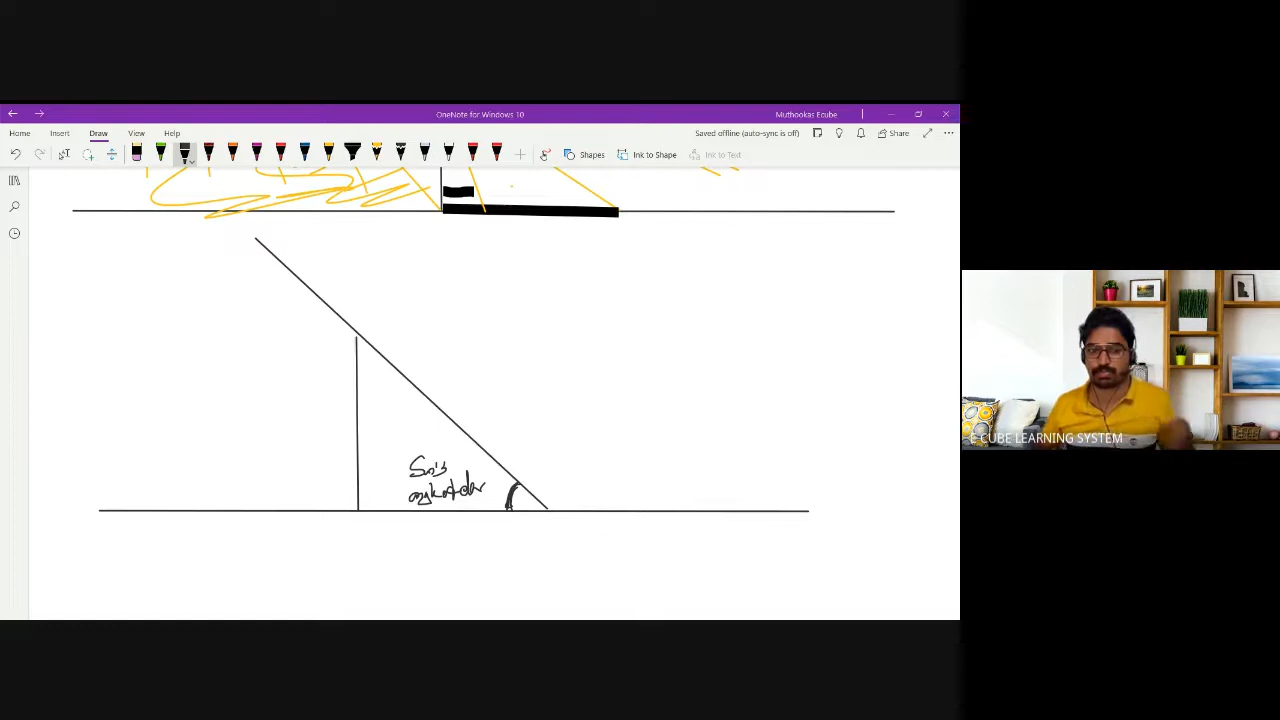 OneNote for Windows 10
Muthookas Ecube
Home Insert Draw View Help
Saved offline (auto-sync is off)
Share
Shapes
Ink to Shape
Ink to Text
E CUBE LEARNING SYSTEM